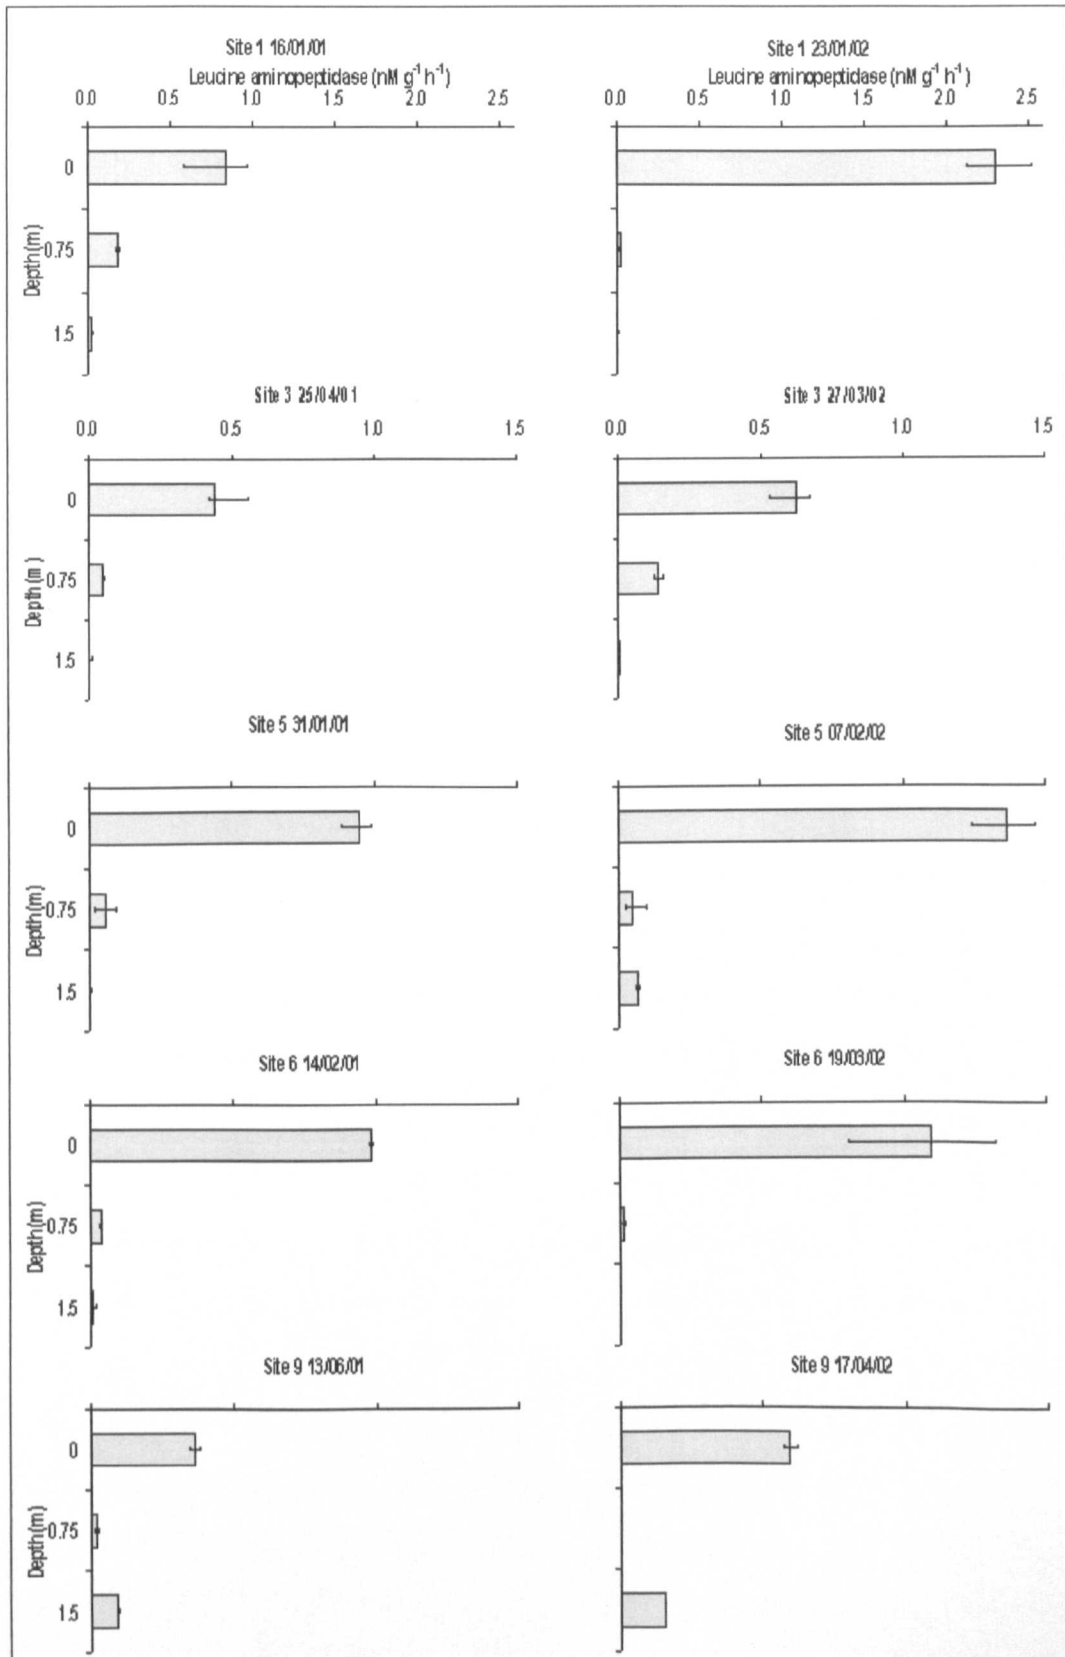 Site 1 16/01/01
Leucine aminopeptidase (nM g⁻¹ h⁻¹)
0.0 0.5 1.0 1.5 2.0 2.5
0
0.75
1.5
Depth (m)
Site 1 23/01/02
Leucine aminopeptidase (nM g⁻¹ h⁻¹)
0.0 0.5 1.0 1.5 2.0 2.5
Site 3 25/04/01
0.0 0.5 1.0 1.5
0
0.75
1.5
Depth (m)
Site 3 27/03/02
0.0 0.5 1.0 1.5
Site 5 31/01/01
0
0.75
1.5
Depth (m)
Site 5 07/02/02
Site 6 14/02/01
0
0.75
1.5
Depth (m)
Site 6 19/03/02
Site 9 13/06/01
0
0.75
1.5
Depth (m)
Site 9 17/04/02